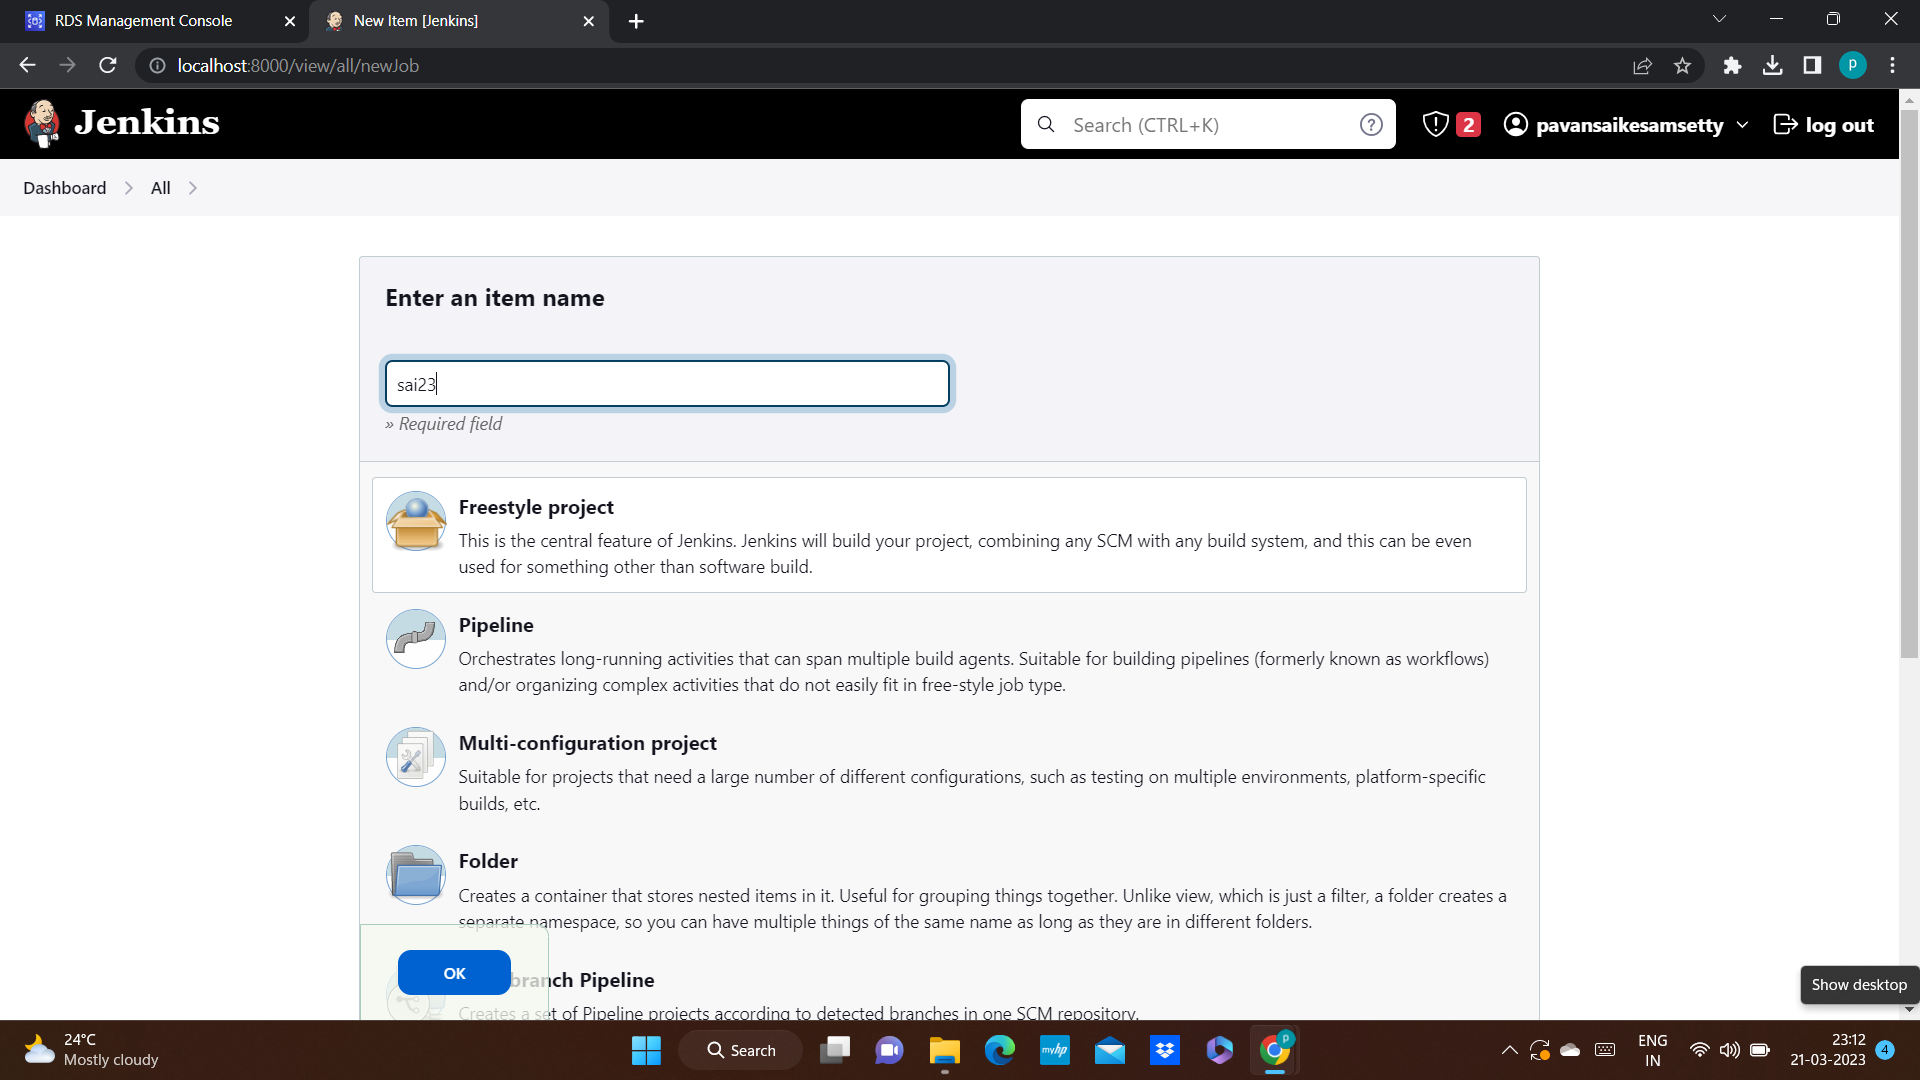 RDS Management Console
New Item [Jenkins]
localhost:8000/view/all/newJob
P
Jenkins
Search (CTRL+K)
?
2
pavansaikesamsetty
log out
Dashboard
All
Enter an item name
sai23
» Required field
Freestyle project
This is the central feature of Jenkins. Jenkins will build your project, combining any SCM with any build system, and this can be even
used for something other than software build.
Pipeline
Orchestrates long-running activities that can span multiple build agents. Suitable for building pipelines (formerly known as workflows)
and/or organizing complex activities that do not easily fit in free-style job type.
Multi-configuration project
Suitable for projects that need a large number of different configurations, such as testing on multiple environments, platform-specific
builds, etc.
Folder
Creates a container that stores nested items in it. Useful for grouping things together. Unlike view, which is just a filter, a folder creates a
separate namespace, so you can have multiple things of the same name as long as they are in different folders.
OK
branch Pipeline
Creates a set of Pipeline projects according to detected branches in one SCM repository.
Show desktop
24°C
Mostly cloudy
Search
myhp
P
ENG
IN
23:12
21-03-2023
4